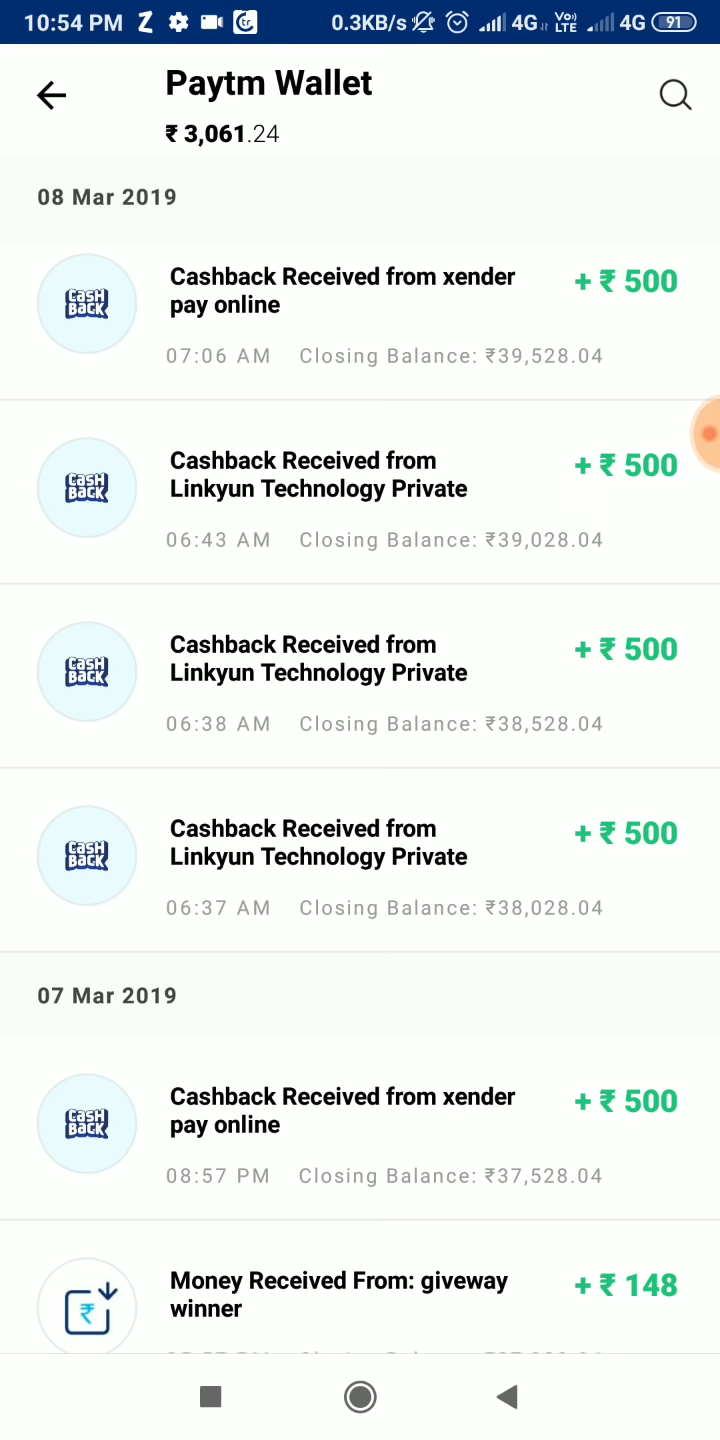 10:54 PM Z 0.3KB/s 4G Vo)) LTE 4G 91
Paytm Wallet
₹ 3,061.24
08 Mar 2019
Cashback Received from xender
pay online
+ ₹ 500
CASH
BACK
07:06 AM Closing Balance: ₹39,528.04
Cashback Received from
Linkyun Technology Private
+ ₹ 500
CASH
BACK
06:43 AM Closing Balance: ₹39,028.04
Cashback Received from
Linkyun Technology Private
+ ₹ 500
CASH
BACK
06:38 AM Closing Balance: ₹38,528.04
Cashback Received from
Linkyun Technology Private
+ ₹ 500
CASH
BACK
06:37 AM Closing Balance: ₹38,028.04
07 Mar 2019
Cashback Received from xender
pay online
+ ₹ 500
CASH
BACK
08:57 PM Closing Balance: ₹37,528.04
Money Received From: giveway
winner
+ ₹ 148
₹